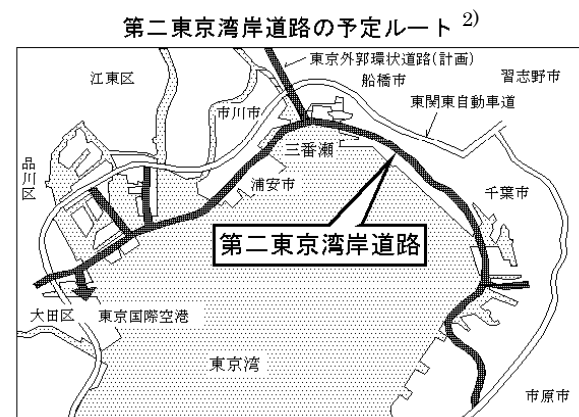 第二東京湾岸道路の予定ルート 2)
東京外郭環状道路(計画)
江東区
船橋市
習志野市
市川市
東関東自動車道
品川区
三番瀬
浦安市
千葉市
第二東京湾岸道路
大田区
東京国際空港
東京湾
市原市